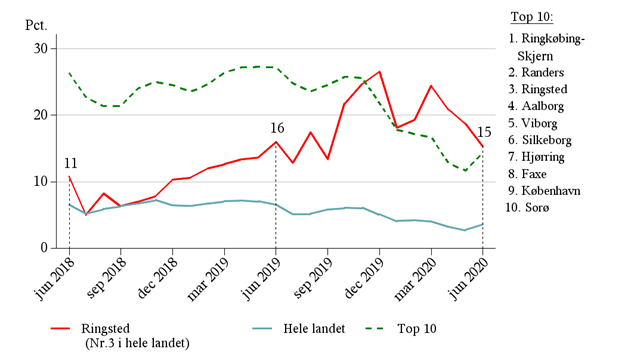 Pct.
30
20
10
0
11
16
15
jun 2018
sep 2018
dec 2018
mar 2019
jun 2019
sep 2019
dec 2019
mar 2020
jun 2020
Ringsted
(Nr.3 i hele landet)
Hele landet
Top 10
Top 10:
1. Ringkøbing-
Skjern
2. Randers
3. Ringsted
4. Aalborg
5. Viborg
6. Silkeborg
7. Hjørring
8. Faxe
9. København
10. Sorø